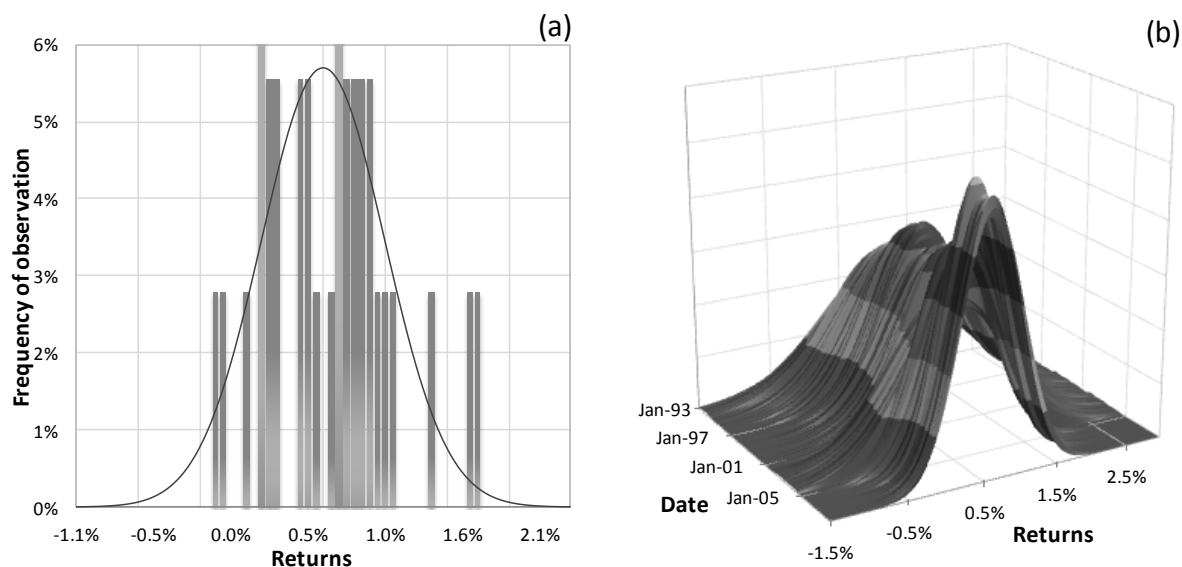 (a)
6%
5%
4%
3%
2%
1%
0%
Frequency of observation
-1.1% -0.5% 0.0% 0.5% 1.0% 1.6% 2.1%
Returns
(b)
Jan-93
Jan-97
Jan-01
Jan-05
Date
-1.5%
-0.5%
0.5%
1.5%
2.5%
Returns